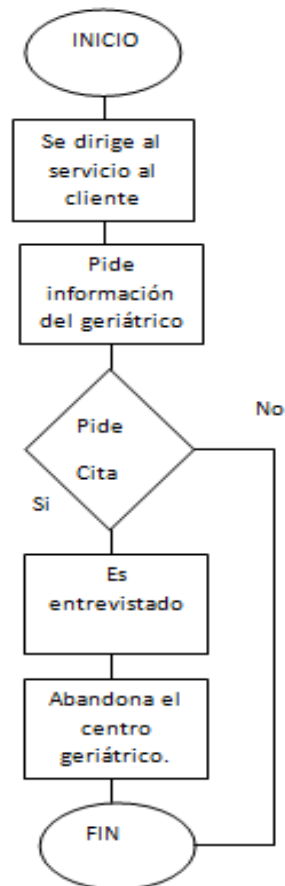 INICIO
Se dirige al
servicio al
cliente
Pide
información
del geriátrico
No
Pide
Cita
Si
Es
entrevistado
Abandona el
centro
geriátrico.
FIN